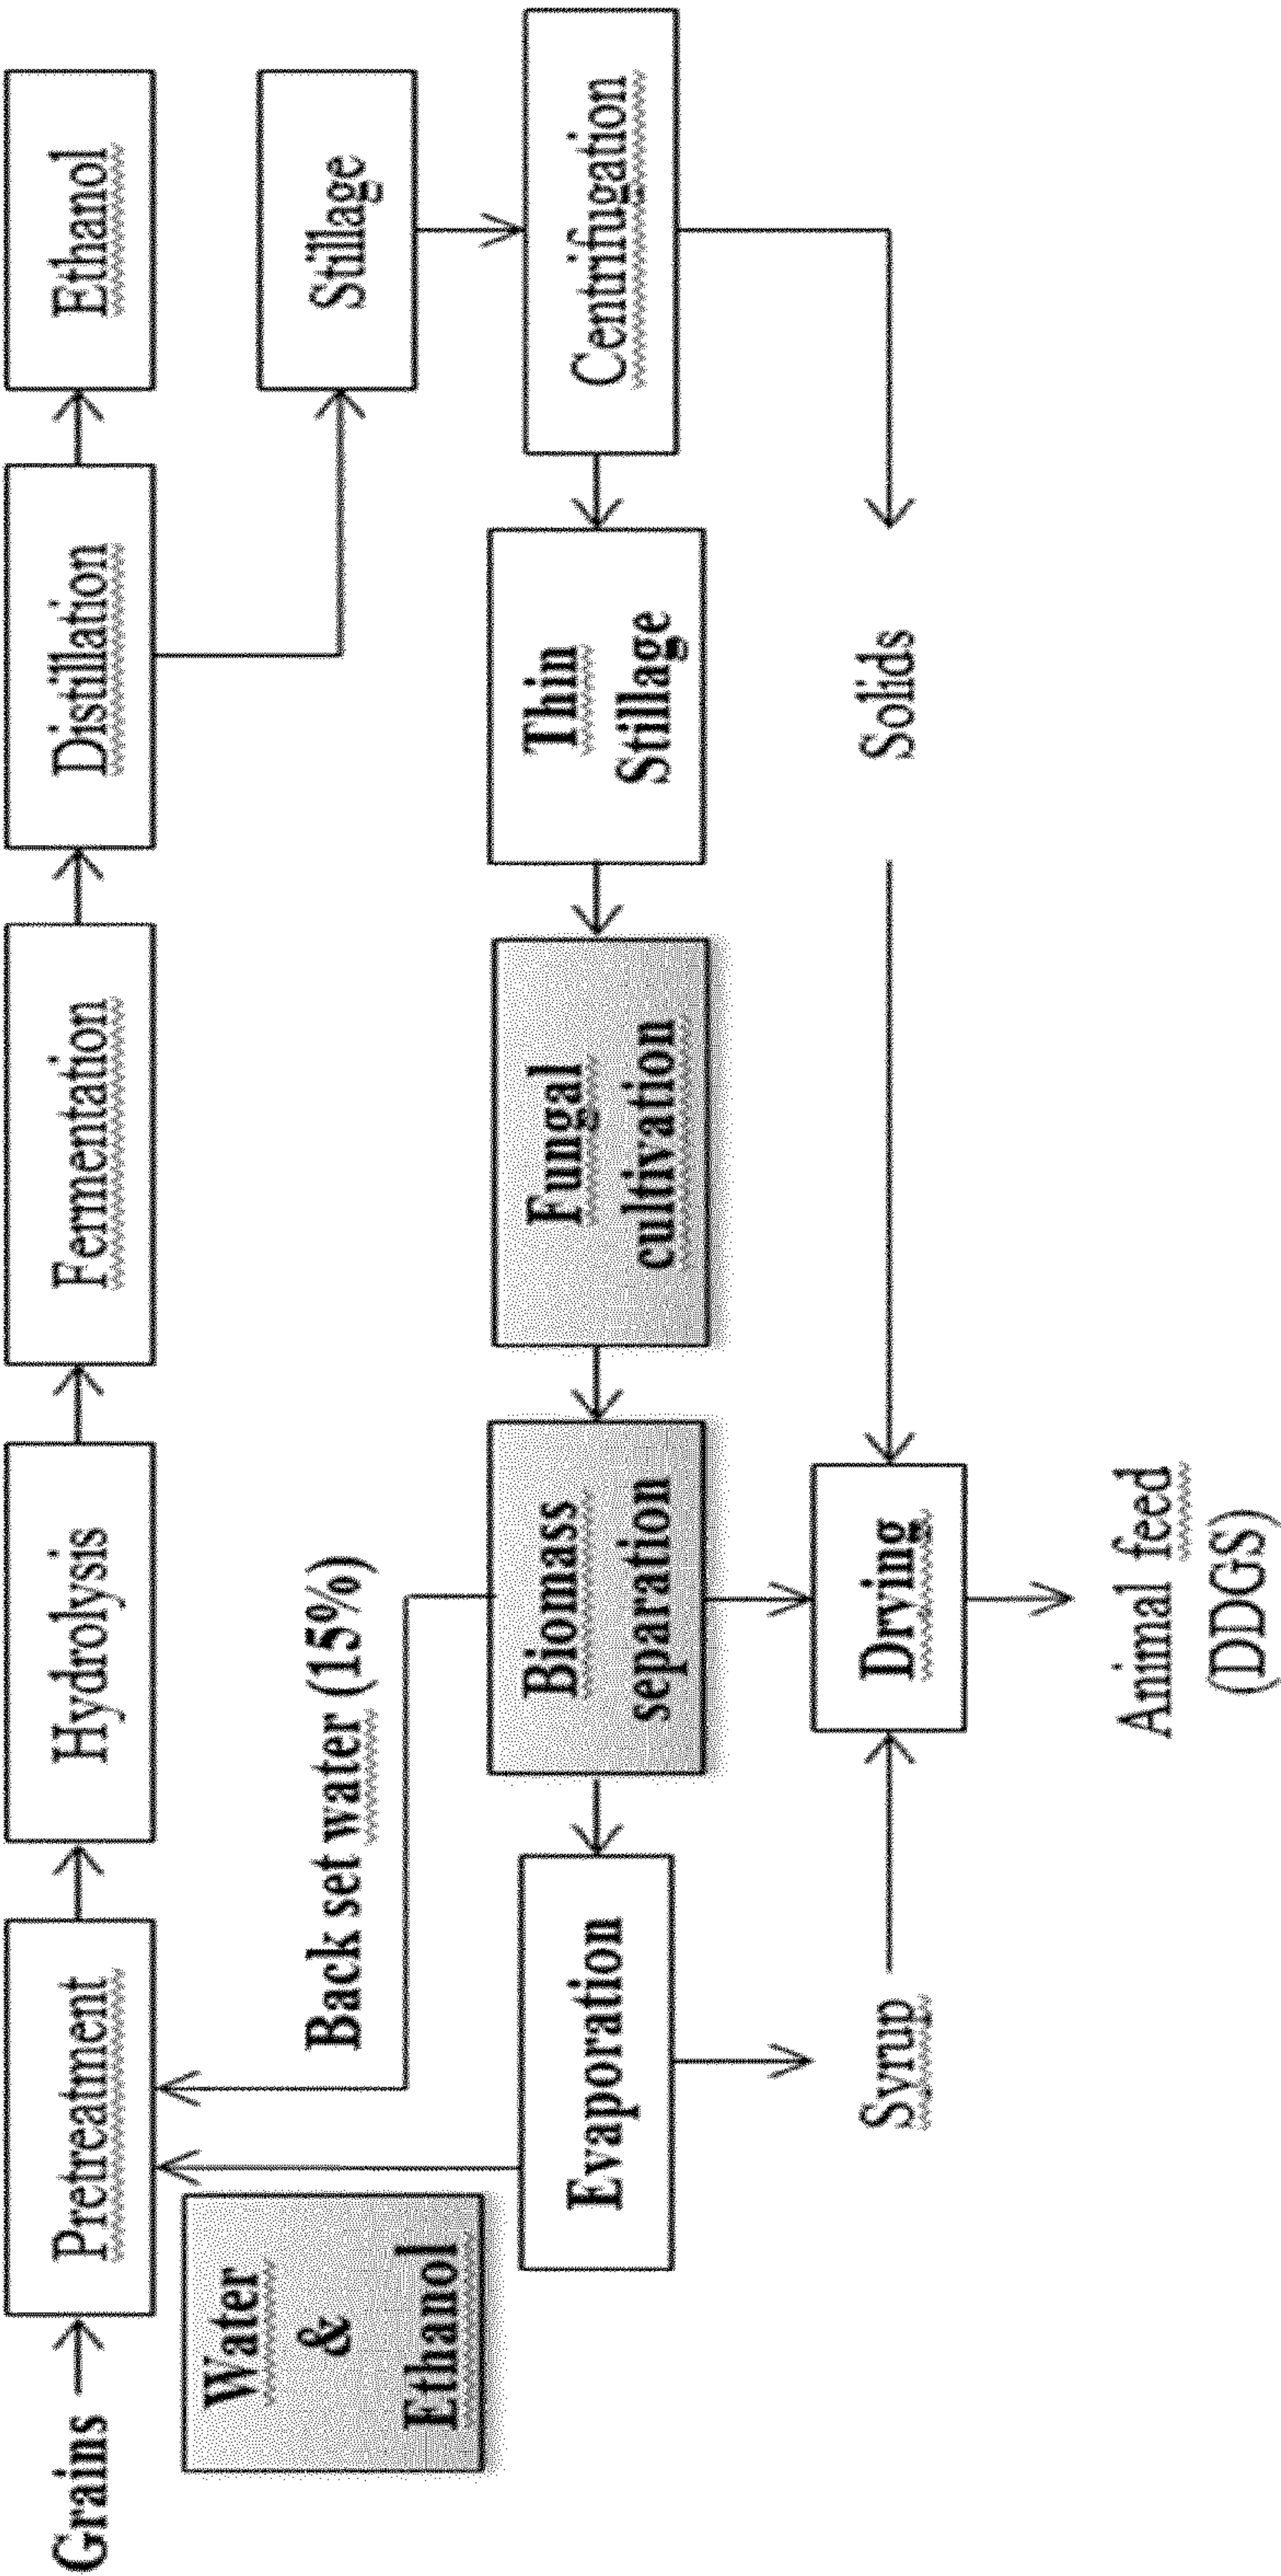 Grains
Pretreatment
Hydrolysis
Fermentation
Distillation
Ethanol
Water
&
Ethanol
Back set water (15%)
Stillage
Evaporation
Biomass
separation
Fungal
cultivation
Thin
Stillage
Centrifugation
Syrup
Drying
Solids
Animal feed
(DDGS)